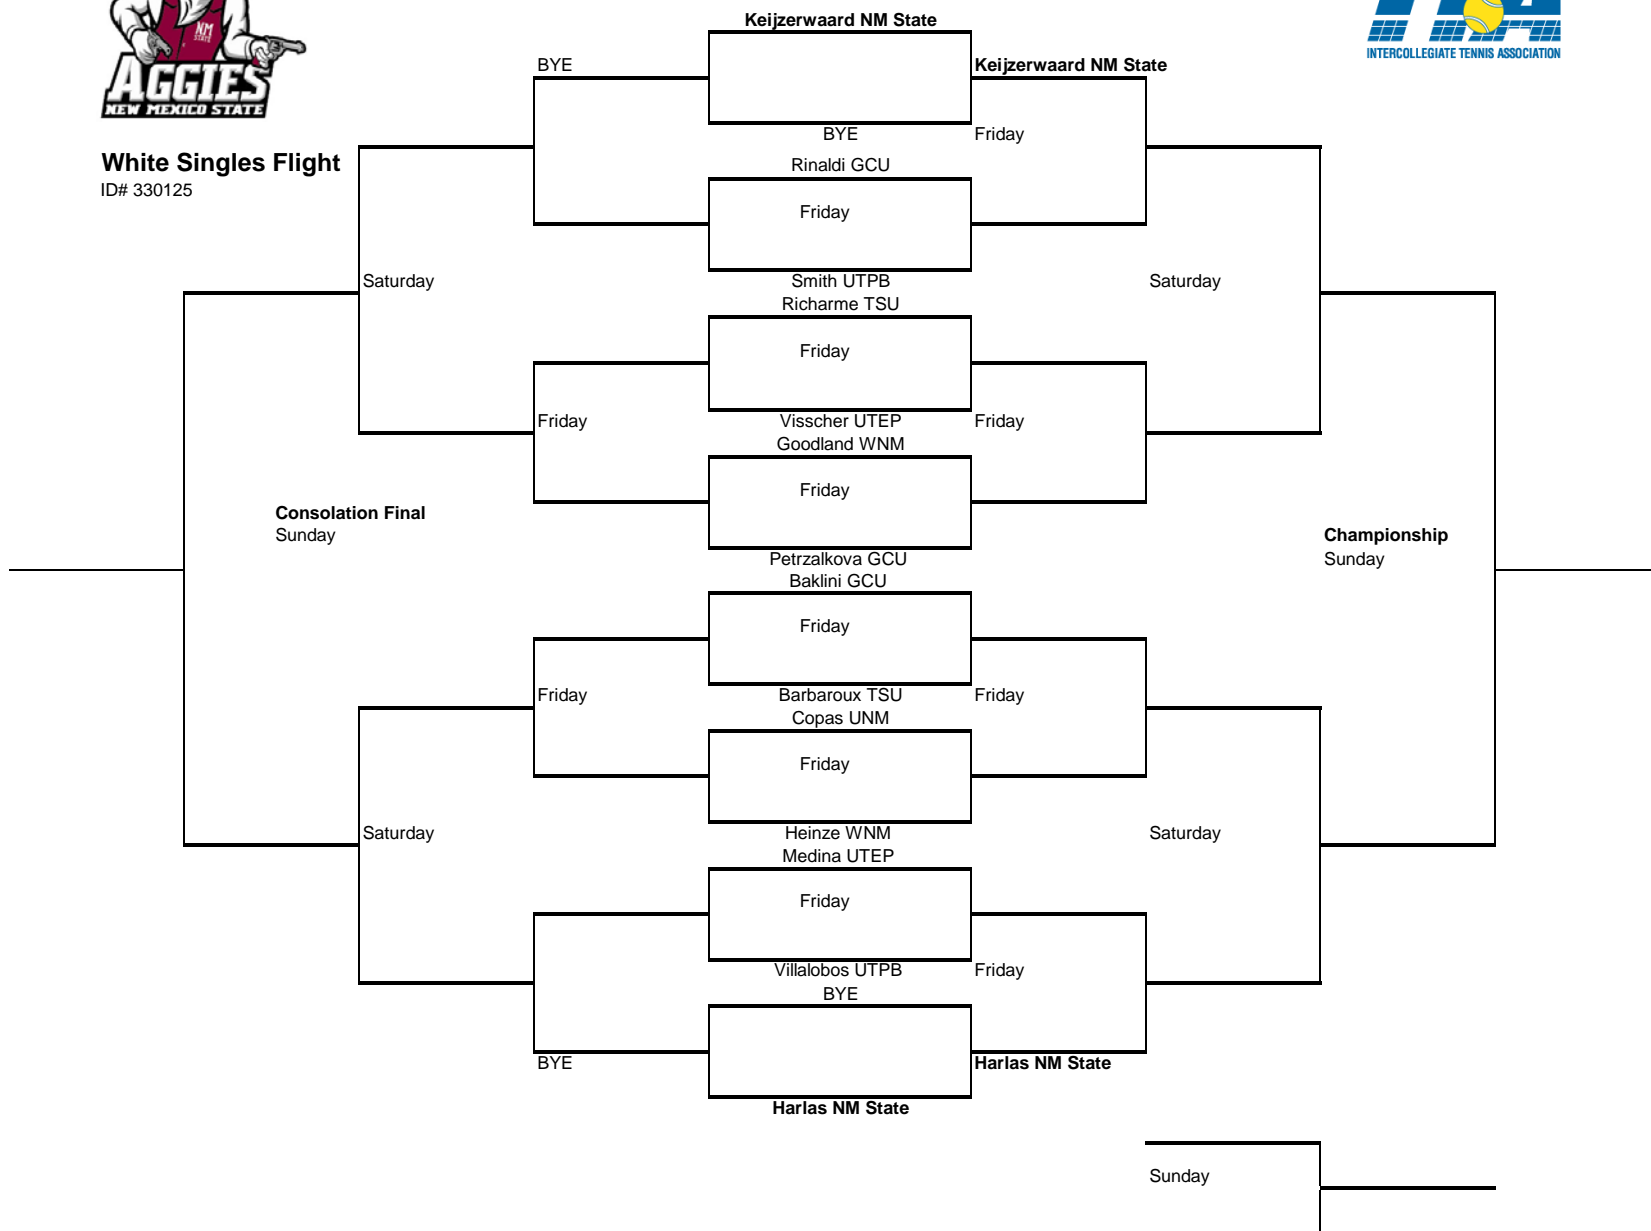 Keijzerwaard NM State
NM
STATE
AGGIES
NEW MEXICO STATE
INTERCOLLEGIATE TENNIS ASSOCIATION
BYE
Keijzerwaard NM State
BYE
Friday
White Singles Flight
ID# 330125
Rinaldi GCU
Friday
Saturday
Smith UTPB
Saturday
Richarme TSU
Friday
Friday
Visscher UTEP
Friday
Goodland WNM
Friday
Consolation Final
Sunday
Championship
Sunday
Petrzalkova GCU
Baklini GCU
Friday
Friday
Barbaroux TSU
Friday
Copas UNM
Friday
Saturday
Heinze WNM
Saturday
Medina UTEP
Friday
Villalobos UTPB
Friday
BYE
BYE
Harlas NM State
Harlas NM State
Sunday